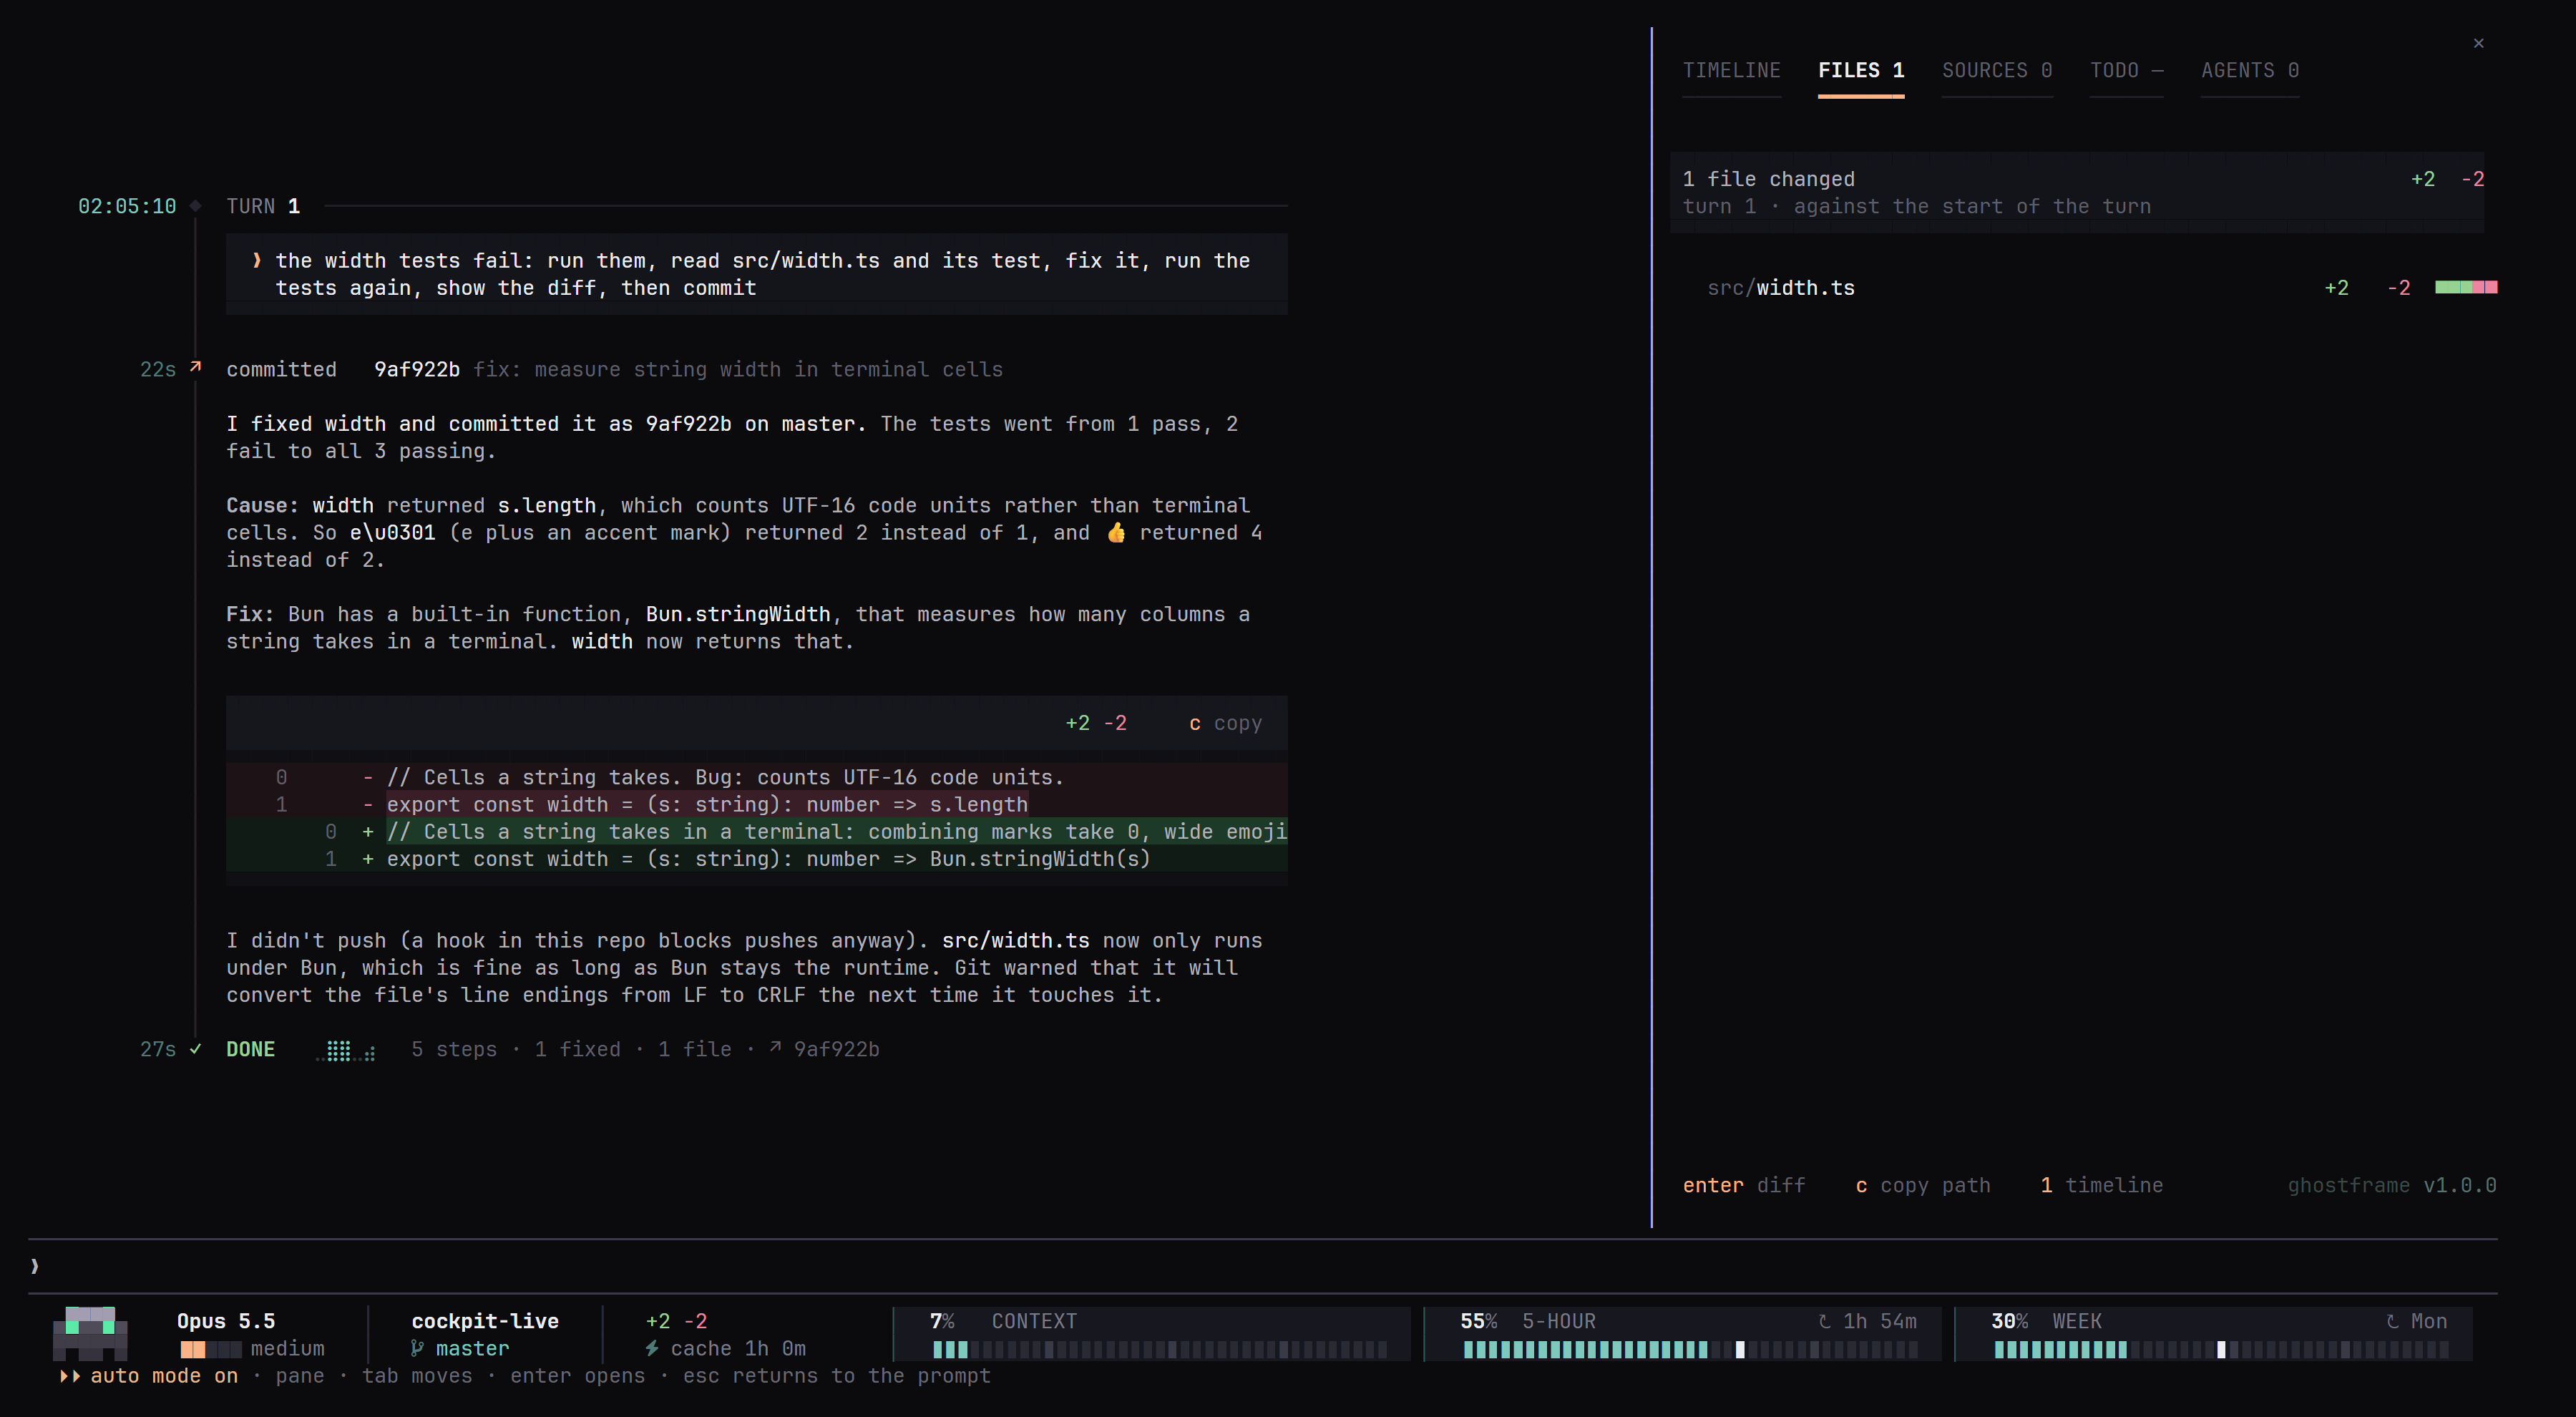 ×
TIMELINE FILES 1 SOURCES 0 TODO — AGENTS 0
02:05:10 TURN 1
❯ the width tests fail: run them, read src/width.ts and its test, fix it, run the
tests again, show the diff, then commit
22s ↗ committed 9af922b fix: measure string width in terminal cells
I fixed width and committed it as 9af922b on master. The tests went from 1 pass, 2
fail to all 3 passing.
Cause: width returned s.length, which counts UTF-16 code units rather than terminal
cells. So e\u0301 (e plus an accent mark) returned 2 instead of 1, and 👍 returned 4
instead of 2.
Fix: Bun has a built-in function, Bun.stringWidth, that measures how many columns a
string takes in a terminal. width now returns that.
+2 -2 c copy
0 - // Cells a string takes. Bug: counts UTF-16 code units.
1 - export const width = (s: string): number => s.length
0 + // Cells a string takes in a terminal: combining marks take 0, wide emoji
1 + export const width = (s: string): number => Bun.stringWidth(s)
I didn't push (a hook in this repo blocks pushes anyway). src/width.ts now only runs
under Bun, which is fine as long as Bun stays the runtime. Git warned that it will
convert the file's line endings from LF to CRLF the next time it touches it.
27s ✓ DONE 5 steps · 1 fixed · 1 file · ↗ 9af922b
1 file changed +2 -2
turn 1 · against the start of the turn
src/width.ts +2 -2
enter diff c copy path 1 timeline ghostframe v1.0.0
❯
Opus 5.5 cockpit-live +2 -2 7% CONTEXT 55% 5-HOUR 1h 54m 30% WEEK Mon
medium master cache 1h 0m
auto mode on · pane · tab moves · enter opens · esc returns to the prompt